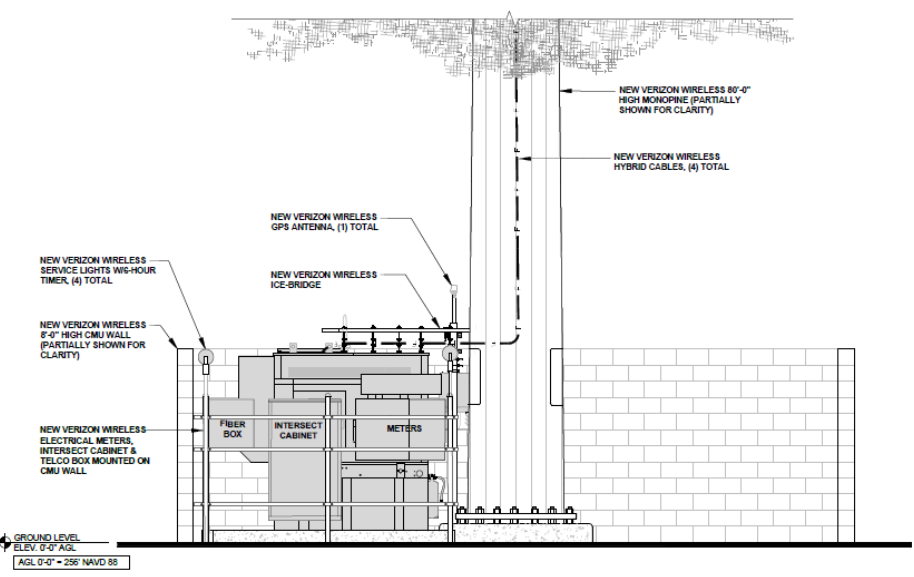 NEW VERIZON WIRELESS 80'-0"
HIGH MONOPINE (PARTIALLY
SHOWN FOR CLARITY)
NEW VERIZON WIRELESS
HYBRID CABLES, (4) TOTAL
NEW VERIZON WIRELESS
GPS ANTENNA, (1) TOTAL
NEW VERIZON WIRELESS
ICE-BRIDGE
NEW VERIZON WIRELESS
SERVICE LIGHTS W/6-HOUR
TIMER, (4) TOTAL
NEW VERIZON WIRELESS
8'-0" HIGH CMU WALL
(PARTIALLY SHOWN FOR
CLARITY)
NEW VERIZON WIRELESS
ELECTRICAL METERS,
INTERSECT CABINET &
TELCO BOX MOUNTED ON
CMU WALL
FIBER
BOX
INTERSECT
CABINET
METERS
GROUND LEVEL
ELEV. 0'-0" AGL
AGL 0'-0" = 256' NAVD 88